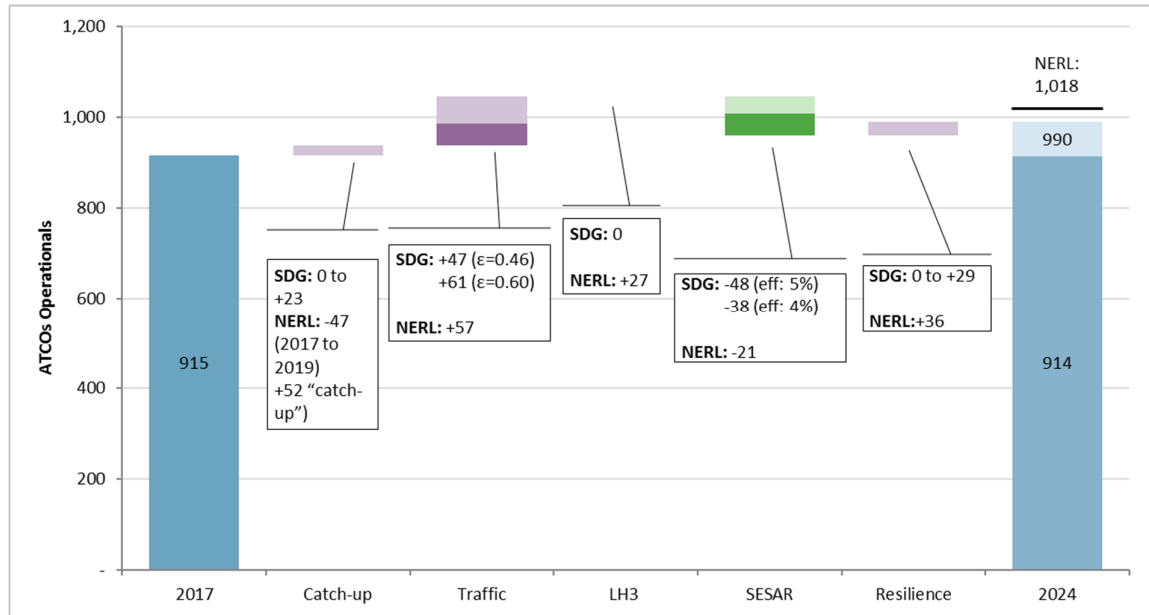 1,200
1,000
800
600
400
200
-
ATCOs Operationals
915
SDG: 0 to
+23
NERL: -47
(2017 to
2019)
+52 “catch-
up”)
SDG: +47 (ε=0.46)
+61 (ε=0.60)
NERL: +57
SDG: 0
NERL: +27
SDG: -48 (eff: 5%)
-38 (eff: 4%)
NERL: -21
SDG: 0 to +29
NERL:+36
NERL:
1,018
990
914
2017
Catch-up
Traffic
LH3
SESAR
Resilience
2024